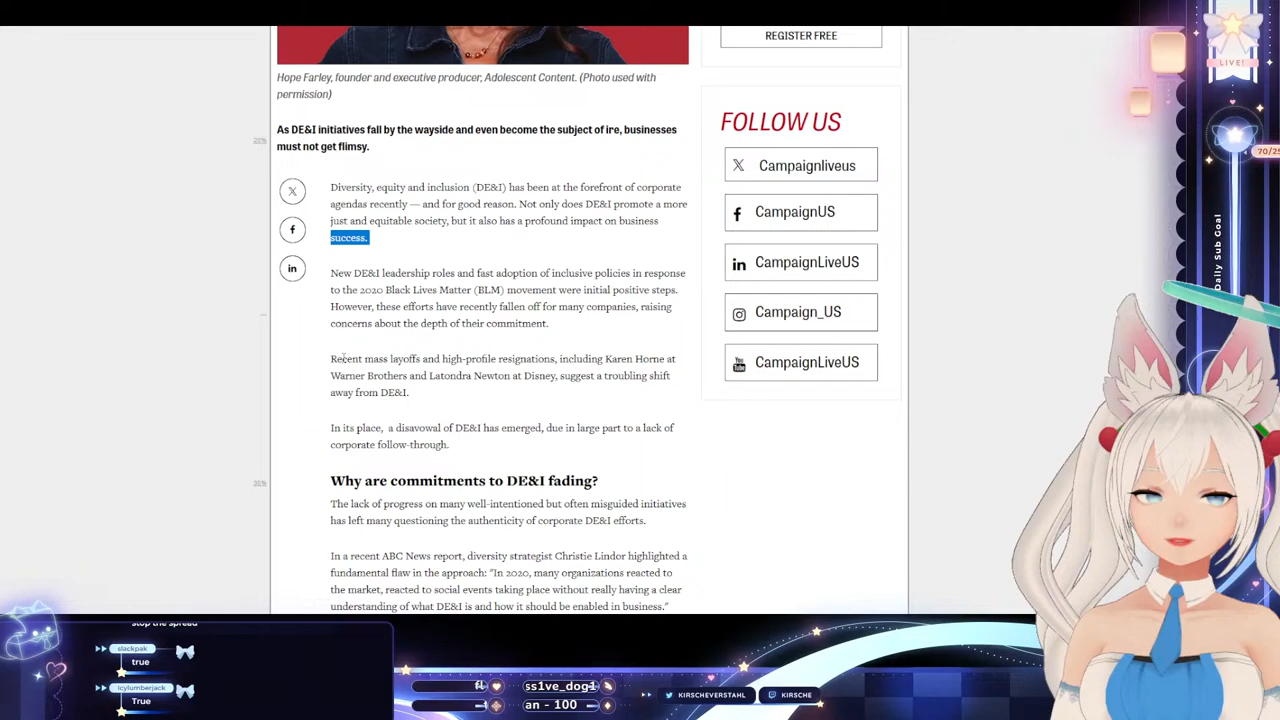 REGISTER FREE
LIVE!
Hope Farley, founder and executive producer, Adolescent Content. (Photo used with
permission)
As DE&I initiatives fall by the wayside and even become the subject of ire, businesses
must not get flimsy.
FOLLOW US
Campaignliveus
CampaignUS
CampaignLiveUS
Campaign_US
CampaignLiveUS
Diversity, equity and inclusion (DE&I) has been at the forefront of corporate
agendas recently — and for good reason. Not only does DE&I promote a more
just and equitable society, but it also has a profound impact on business
success.
New DE&I leadership roles and fast adoption of inclusive policies in response
to the 2020 Black Lives Matter (BLM) movement were initial positive steps.
However, these efforts have recently fallen off for many companies, raising
concerns about the depth of their commitment.
Recent mass layoffs and high-profile resignations, including Karen Horne at
Warner Brothers and Latondra Newton at Disney, suggest a troubling shift
away from DE&I.
In its place, a disavowal of DE&I has emerged, due in large part to a lack of
corporate follow-through.
Why are commitments to DE&I fading?
The lack of progress on many well-intentioned but often misguided initiatives
has left many questioning the authenticity of corporate DE&I efforts.
In a recent ABC News report, diversity strategist Christie Lindor highlighted a
fundamental flaw in the approach: "In 2020, many organizations reacted to
the market, reacted to social events taking place without really having a clear
understanding of what DE&I is and how it should be enabled in business."
70/25
Daily Sub Goal
stop the spread
slackpak
true
Icylumberjack
True
ss1ve_dog1
an - 100
KIRSCHEVERSTAHL
KIRSCHE